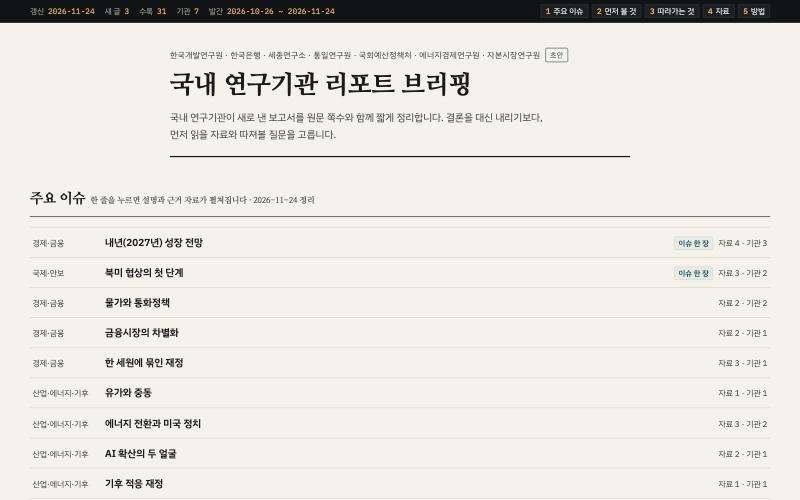 갱신 2026-11-24 새 글 3 수록 31 기관 7 발간 2026-10-26 ~ 2026-11-24 1 주요 이슈 2 먼저 볼 것 3 따라가는 것 4 자료 5 방법
한국개발연구원 · 한국은행 · 세종연구소 · 통일연구원 · 국회예산정책처 · 에너지경제연구원 · 자본시장연구원 초안
국내 연구기관 리포트 브리핑
국내 연구기관이 새로 낸 보고서를 원문 쪽수와 함께 짧게 정리합니다. 결론을 대신 내리기보다,
먼저 읽을 자료와 따져볼 질문을 고릅니다.
주요 이슈 한 줄을 누르면 설명과 근거 자료가 펼쳐집니다 · 2026-11-24 정리
경제·금융 내년(2027년) 성장 전망 이슈 한 장 자료 4 · 기관 3
국제·안보 북미 협상의 첫 단계 이슈 한 장 자료 3 · 기관 2
경제·금융 물가와 통화정책 자료 2 · 기관 2
경제·금융 금융시장의 차별화 자료 2 · 기관 1
경제·금융 한 세원에 묶인 재정 자료 3 · 기관 1
산업·에너지·기후 유가와 중동 자료 1 · 기관 1
산업·에너지·기후 에너지 전환과 미국 정치 자료 3 · 기관 2
산업·에너지·기후 AI 확산의 두 얼굴 자료 2 · 기관 1
산업·에너지·기후 기후 적응 재정 자료 1 · 기관 1